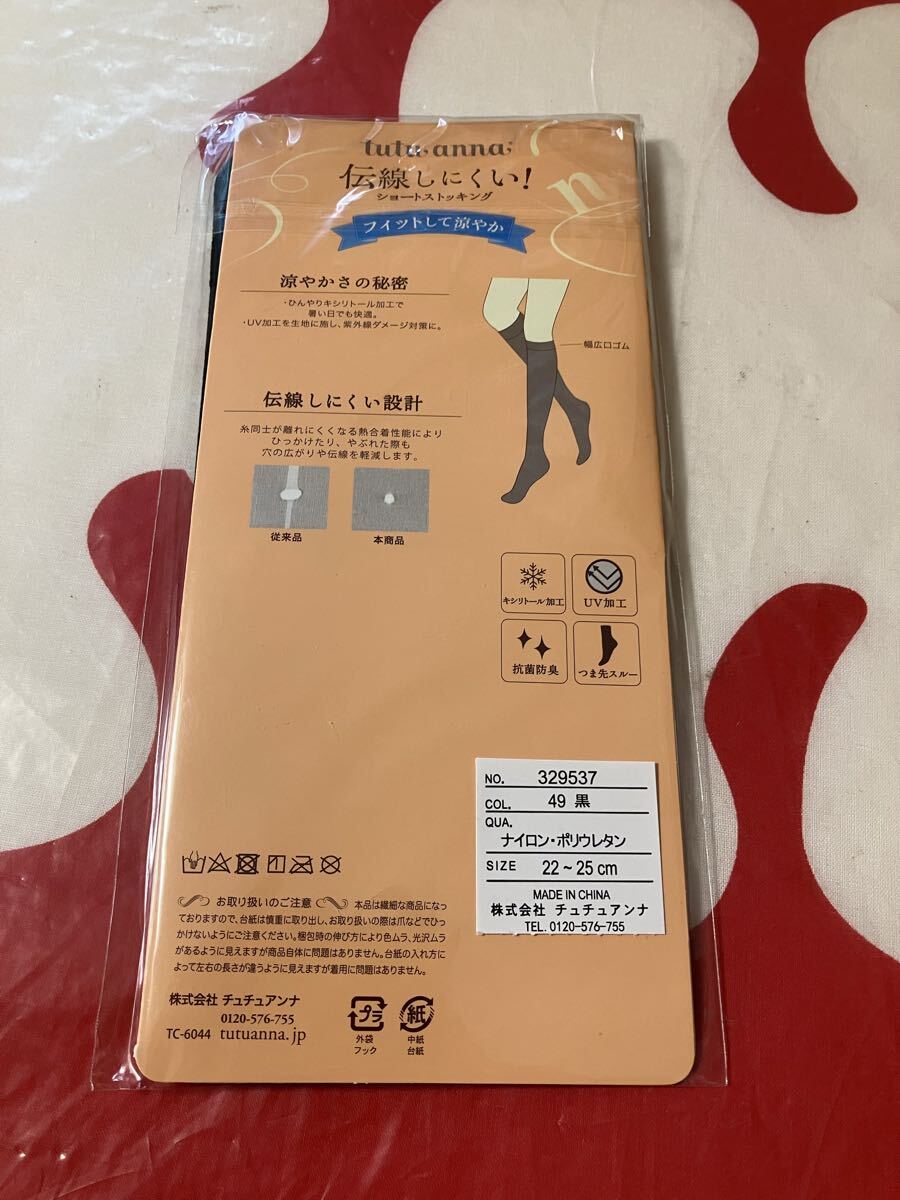 tutu anna
伝線しにくい!
ショートストッキング
n
フィットして涼やか
涼やかさの秘密
・ひんやりキシリトール加工で
暑い日でも快適。
・UV加工を生地に施し、紫外線ダメージ対策に。
幅広口ゴム
伝線しにくい設計
糸同士が離れにくくなる熱合着性能により
ひっかけたり、やぶれた際も
穴の広がりや伝線を軽減します。
従来品
本商品
キシリトール加工
UV加工
抗菌防臭
つま先スルー
NO. 329537
COL. 49 黒
QUA.
ナイロン・ポリウレタン
SIZE 22~25cm
MADE IN CHINA
株式会社 チュチュアンナ
TEL. 0120-576-755
お取り扱いのご注意 本品は繊細な商品になっ
ておりますので、台紙は慎重に取り出し、お取り扱いの際は爪などでひっ
かけないようにご注意ください。梱包時の伸び方により色ムラ、光沢ムラ
があるように見えますが商品自体に問題はありません。台紙の入れ方に
よって左右の長さが違うように見えますが着用に問題はありません。
株式会社 チュチュアンナ
0120-576-755
TC-6044 tutuanna.jp
プラ
外袋
フック
紙
中紙
台紙